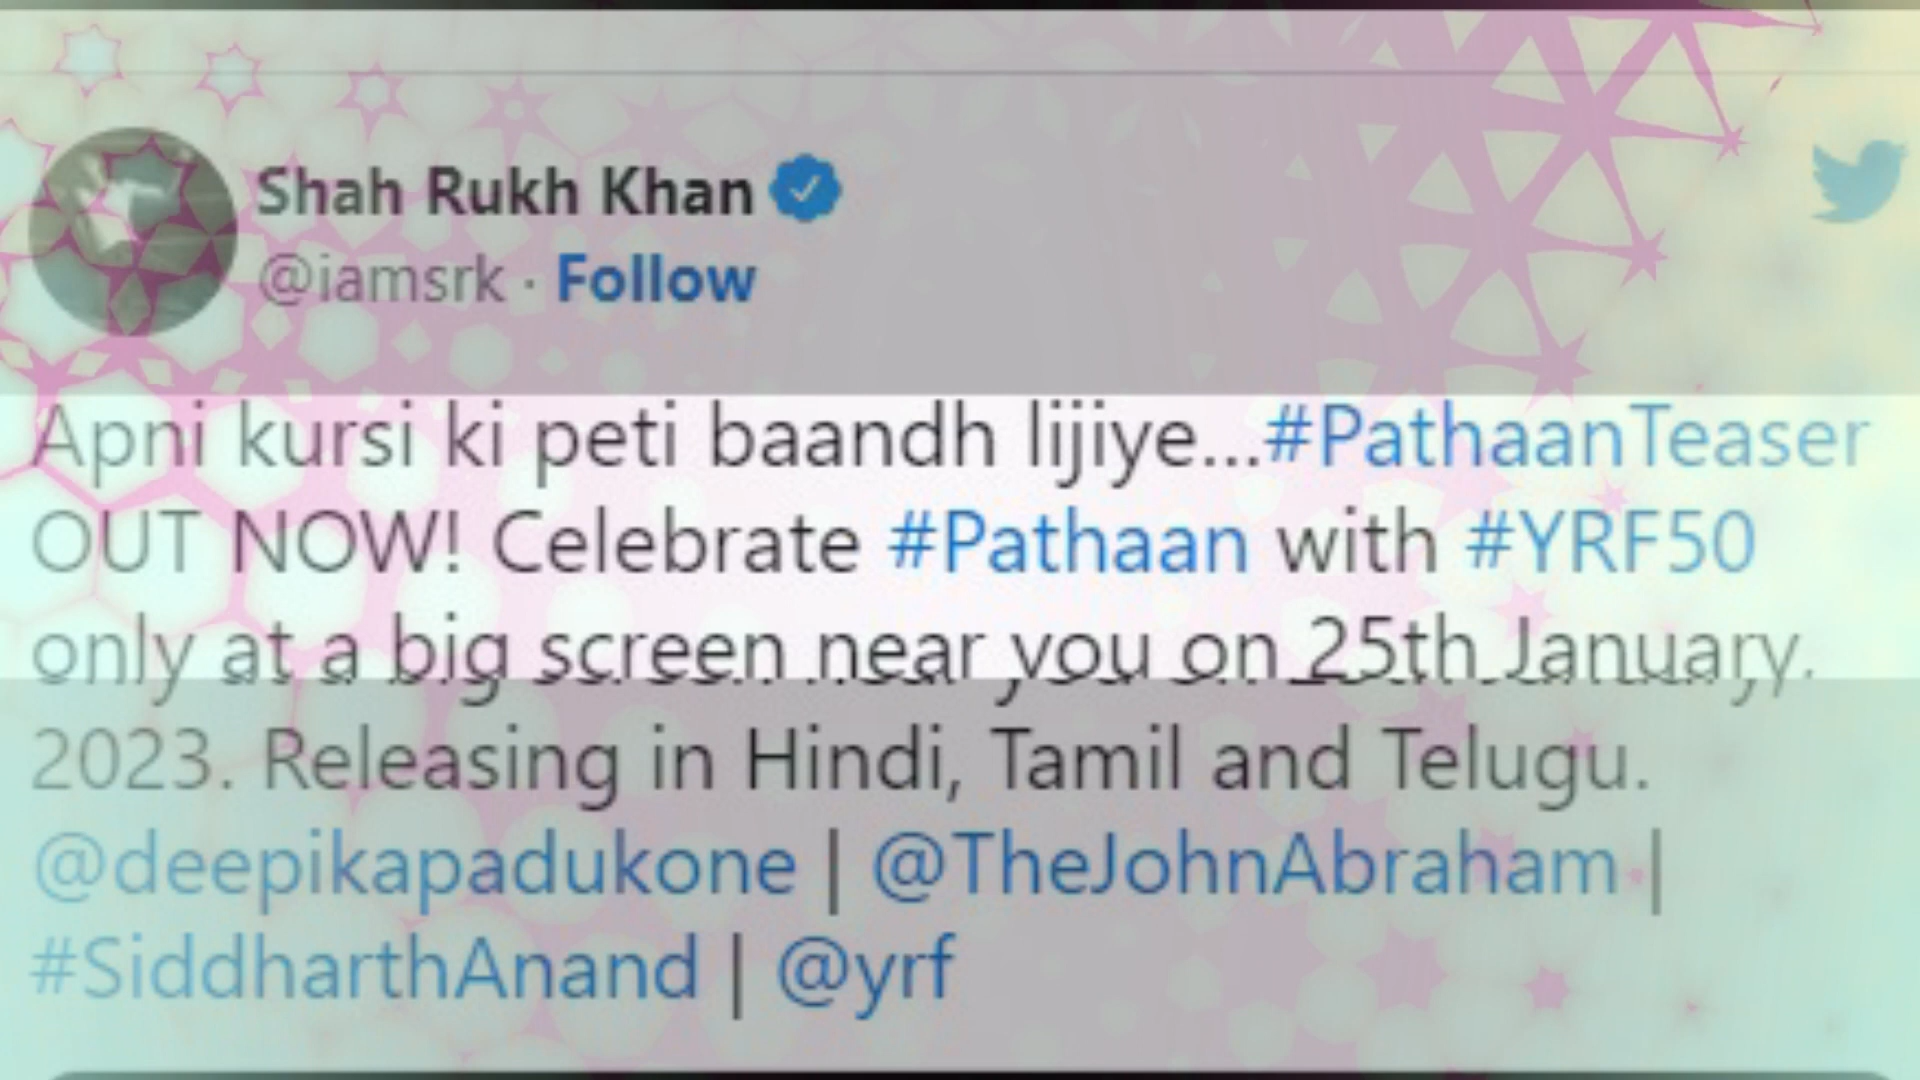 Shah Rukh Khan
@iamsrk · Follow
Apni kursi ki peti baandh lijiye...#PathaanTeaser
OUT NOW! Celebrate #Pathaan with #YRF50
only at a big screen near you on 25th January,
2023. Releasing in Hindi, Tamil and Telugu.
@deepikapadukone | @TheJohnAbraham |
#SiddharthAnand | @yrf